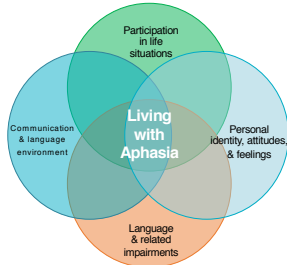 Participation
in life
situations
Communication
& language
environment
Living
with
Aphasia
Personal
identity, attitudes,
& feelings
Language
& related
impairments